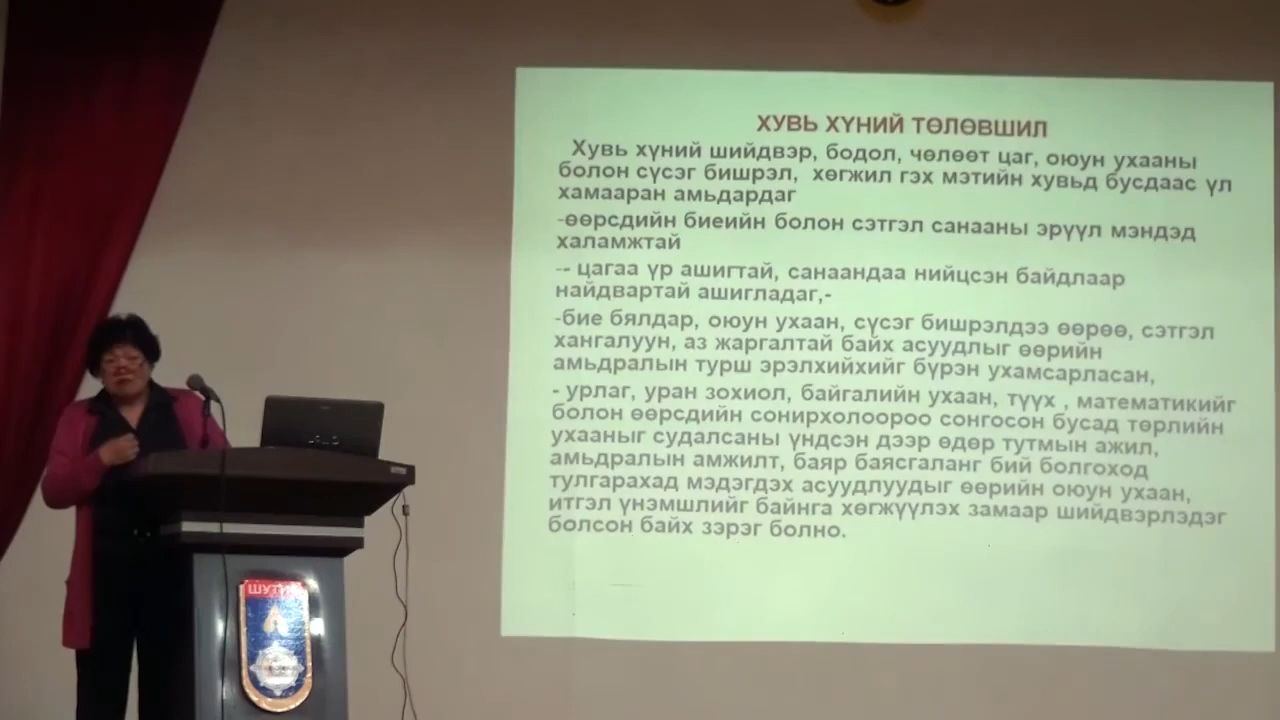 ХУВЬ ХҮНИЙ ТӨЛӨВШИЛ
Хувь хүний шийдвэр, бодол, чөлөөт цаг, оюун ухааны
болон сүсэг бишрэл, хөгжил гэх мэтийн хувьд бусдаас үл
хамааран амьдардаг
-өөрсдийн биеийн болон сэтгэл санааны эрүүл мэндэд
халамжтай
-- цагаа үр ашигтай, санаандаа нийцсэн байдлаар
найдвартай ашигладаг,-
-бие бялдар, оюун ухаан, сүсэг бишрэлдээ өөрөө, сэтгэл
хангалуун, аз жаргалтай байх асуудлыг өөрийн
амьдралын турш эрэлхийхийг бүрэн ухамсарласан,
- урлаг, уран зохиол, байгалийн ухаан, түүх , математикийг
болон өөрсдийн сонирхолоороо сонгосон бусад төрлийн
ухааныг судалсаны үндсэн дээр өдөр тутмын ажил,
амьдралын амжилт, баяр баясгаланг бий болгоход
тулгарахад мэдэгдэх асуудлуудыг өөрийн оюун ухаан,
итгэл үнэмшлийг байнга хөгжүүлэх замаар шийдвэрлэдэг
болсон байх зэрэг болно.
ШУТИС